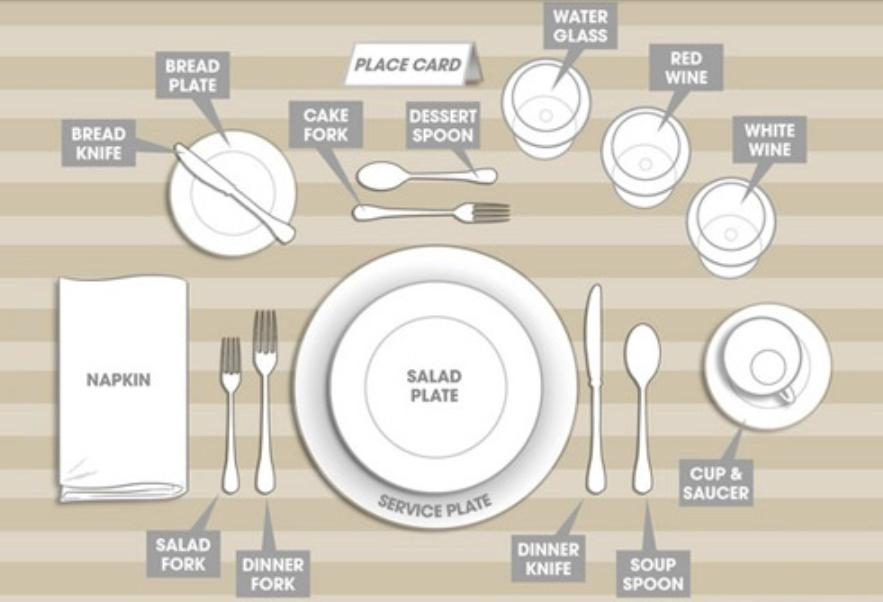 WATER
GLASS
PLACE CARD
RED
WINE
BREAD
PLATE
CAKE
FORK
DESSERT
SPOON
BREAD
KNIFE
WHITE
WINE
NAPKIN
SALAD
PLATE
SERVICE PLATE
CUP &
SAUCER
SALAD
FORK
DINNER
FORK
DINNER
KNIFE
SOUP
SPOON